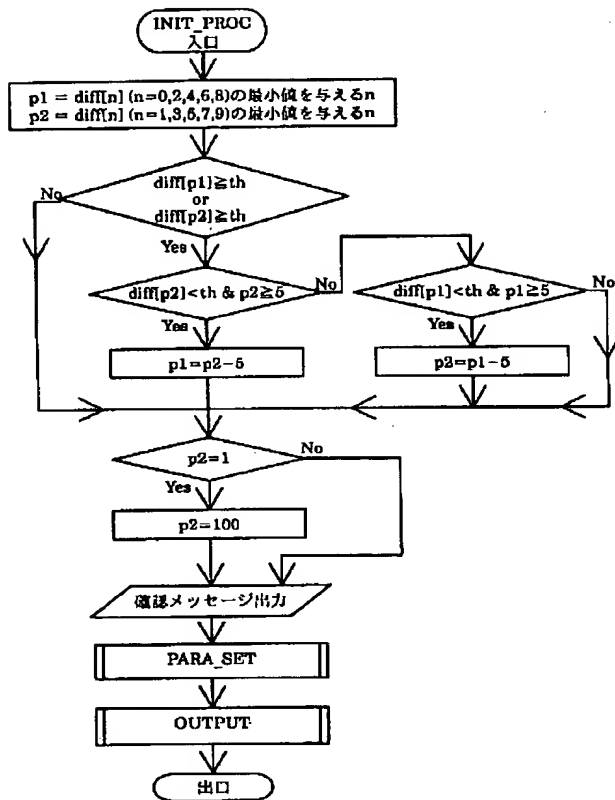 INIT_PROC
入口
p1 = diff[n] (n=0,2,4,6,8)の最小値を与えるn
p2 = diff[n] (n=1,3,5,7,9)の最小値を与えるn
No
diff[p1]≧th
or
diff[p2]≧th
Yes
diff[p2]<th & p2≧5
No
diff[p1]<th & p1≧5
No
Yes
Yes
p1=p2-5
p2=p1-5
p2=1
No
Yes
p2=100
確認メッセージ出力
PARA_SET
OUTPUT
出口